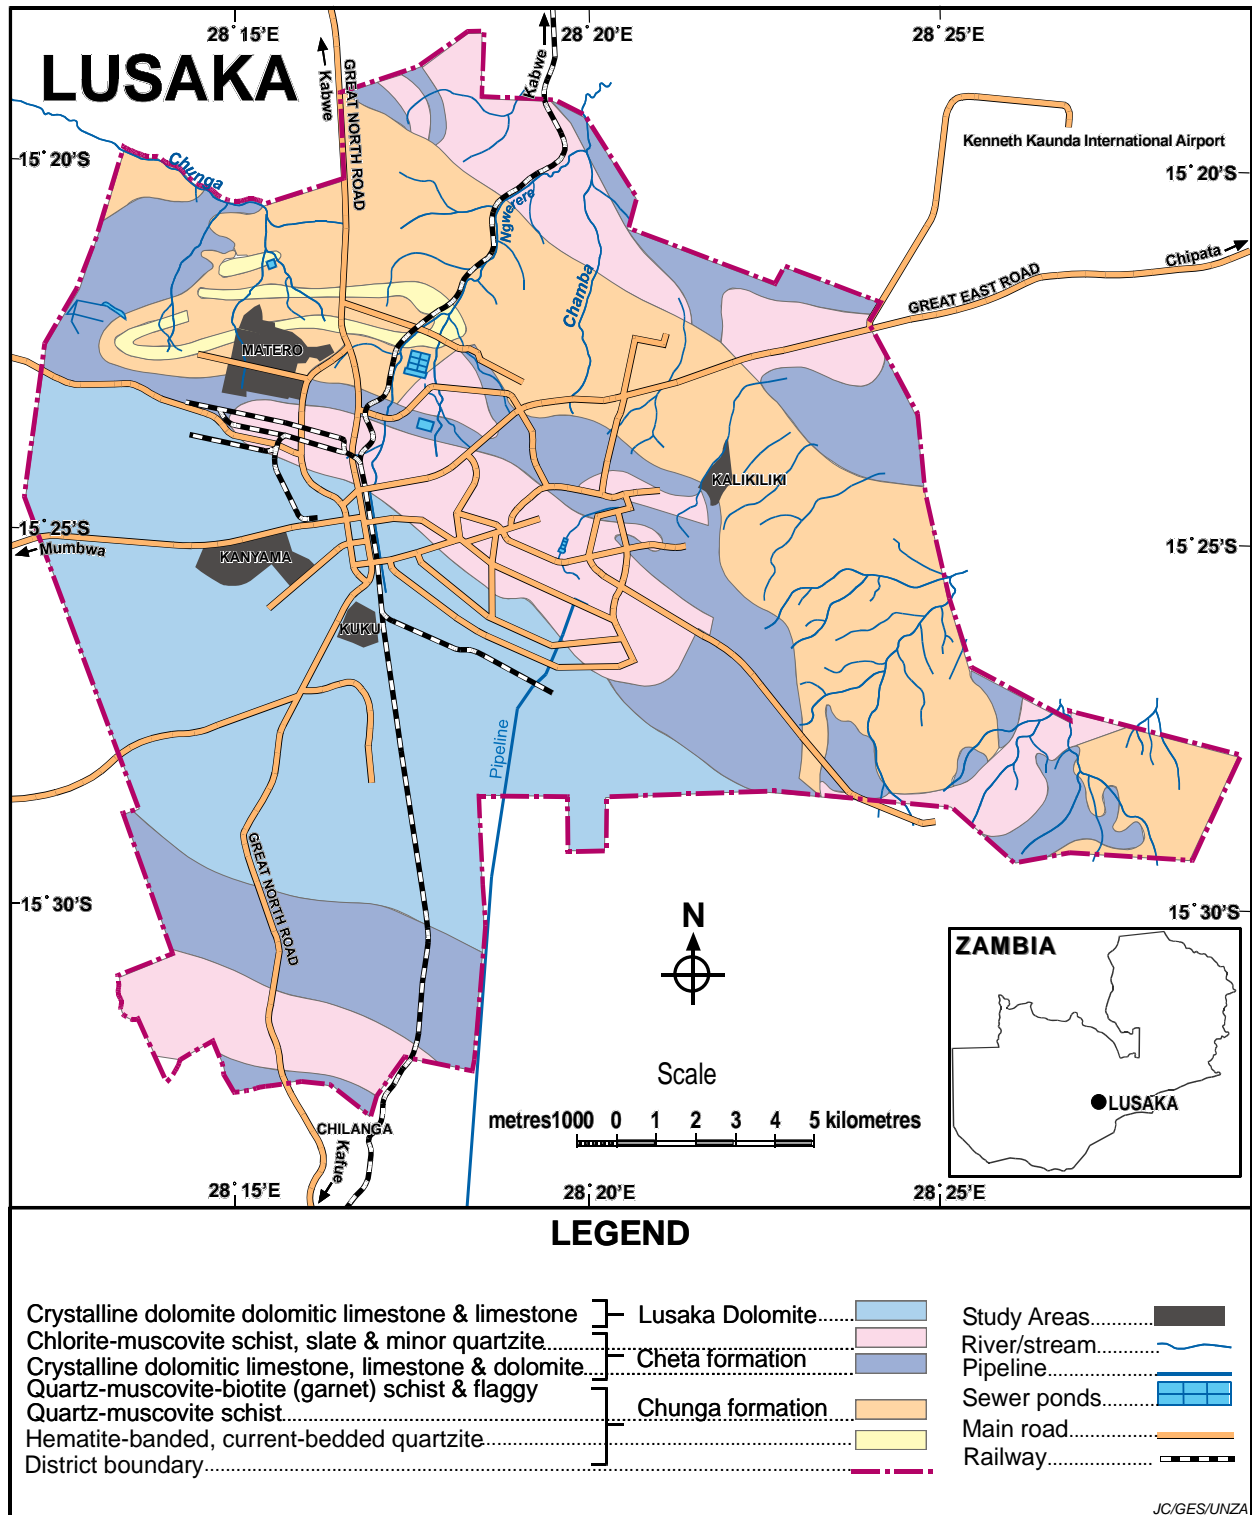 28°15'E
28°20'E
28°25'E
LUSAKA
Kabwe
GREAT NORTH ROAD
Kabwe
Kenneth Kaunda International Airport
15°20'S
15°20'S
Chunga
Ngwerere
Chamba
Chipata
GREAT EAST ROAD
MATERO
KALIKILIKI
15°25'S
15°25'S
Mumbwa
KANYAMA
KUKU
Pipeline
GREAT NORTH ROAD
15°30'S
15°30'S
N
ZAMBIA
LUSAKA
Scale
metres1000 0 1 2 3 4 5 kilometres
CHILANGA
Kafue
28°15'E
28°20'E
28°25'E
LEGEND
Crystalline dolomite dolomitic limestone & limestone
Lusaka Dolomite
Chlorite-muscovite schist, slate & minor quartzite
Cheta formation
Crystalline dolomitic limestone, limestone & dolomite
Quartz-muscovite-biotite (garnet) schist & flaggy
Quartz-muscovite schist
Chunga formation
Hematite-banded, current-bedded quartzite
District boundary
Study Areas
River/stream
Pipeline
Sewer ponds
Main road
Railway
JC/GES/UNZA